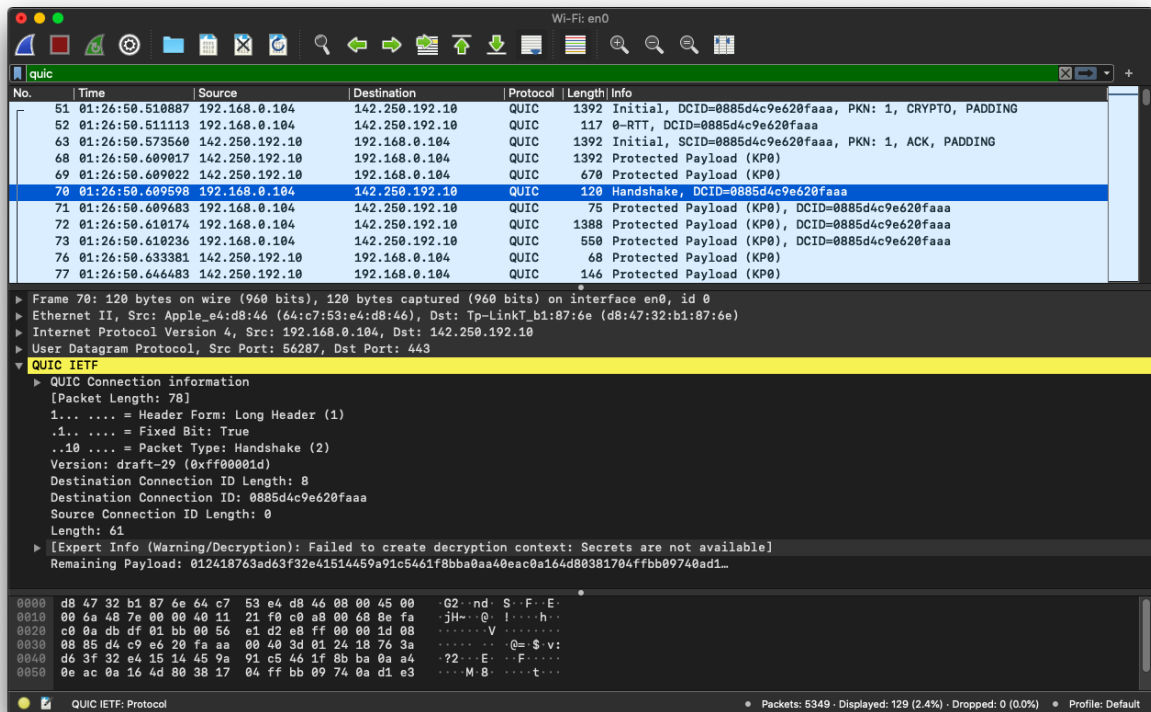 Wi-Fi: en0
quic
No. Time Source Destination Protocol Length Info
51 01:26:50.510887 192.168.0.104 142.250.192.10 QUIC 1392 Initial, DCID=0885d4c9e620faaa, PKN: 1, CRYPTO, PADDING
52 01:26:50.511113 192.168.0.104 142.250.192.10 QUIC 117 0-RTT, DCID=0885d4c9e620faaa
63 01:26:50.573560 142.250.192.10 192.168.0.104 QUIC 1392 Initial, SCID=0885d4c9e620faaa, PKN: 1, ACK, PADDING
68 01:26:50.609017 142.250.192.10 192.168.0.104 QUIC 1392 Protected Payload (KP0)
69 01:26:50.609022 142.250.192.10 192.168.0.104 QUIC 670 Protected Payload (KP0)
70 01:26:50.609598 192.168.0.104 142.250.192.10 QUIC 120 Handshake, DCID=0885d4c9e620faaa
71 01:26:50.609683 192.168.0.104 142.250.192.10 QUIC 75 Protected Payload (KP0), DCID=0885d4c9e620faaa
72 01:26:50.610174 192.168.0.104 142.250.192.10 QUIC 1388 Protected Payload (KP0), DCID=0885d4c9e620faaa
73 01:26:50.610236 192.168.0.104 142.250.192.10 QUIC 550 Protected Payload (KP0), DCID=0885d4c9e620faaa
76 01:26:50.633381 142.250.192.10 192.168.0.104 QUIC 68 Protected Payload (KP0)
77 01:26:50.646483 142.250.192.10 192.168.0.104 QUIC 146 Protected Payload (KP0)
Frame 70: 120 bytes on wire (960 bits), 120 bytes captured (960 bits) on interface en0, id 0
Ethernet II, Src: Apple_e4:d8:46 (64:c7:53:e4:d8:46), Dst: Tp-LinkT_b1:87:6e (d8:47:32:b1:87:6e)
Internet Protocol Version 4, Src: 192.168.0.104, Dst: 142.250.192.10
User Datagram Protocol, Src Port: 56287, Dst Port: 443
QUIC IETF
QUIC Connection information
[Packet Length: 78]
1... .... = Header Form: Long Header (1)
.1.. .... = Fixed Bit: True
..10 .... = Packet Type: Handshake (2)
Version: draft-29 (0xff00001d)
Destination Connection ID Length: 8
Destination Connection ID: 0885d4c9e620faaa
Source Connection ID Length: 0
Length: 61
[Expert Info (Warning/Decryption): Failed to create decryption context: Secrets are not available]
Remaining Payload: 012418763ad63f32e41514459a91c5461f8bba0aa40eac0a164d80381704ffbb09740ad1…
0000 d8 47 32 b1 87 6e 64 c7 53 e4 d8 46 08 00 45 00 ·G2··nd· S··F··E·
0010 00 6a 48 7e 00 00 40 11 21 f0 c0 a8 00 68 8e fa ·jH~··@· !····h··
0020 c0 0a db df 01 bb 00 56 e1 d2 e8 ff 00 00 1d 08 ·······V ········
0030 08 85 d4 c9 e6 20 fa aa 00 40 3d 01 24 18 76 3a ····· ·· ·@=·$·v:
0040 d6 3f 32 e4 15 14 45 9a 91 c5 46 1f 8b ba 0a a4 ·?2···E· ··F·····
0050 0e ac 0a 16 4d 80 38 17 04 ff bb 09 74 0a d1 e3 ····M·8· ····t···
QUIC IETF: Protocol
Packets: 5349 · Displayed: 129 (2.4%) · Dropped: 0 (0.0%)
Profile: Default